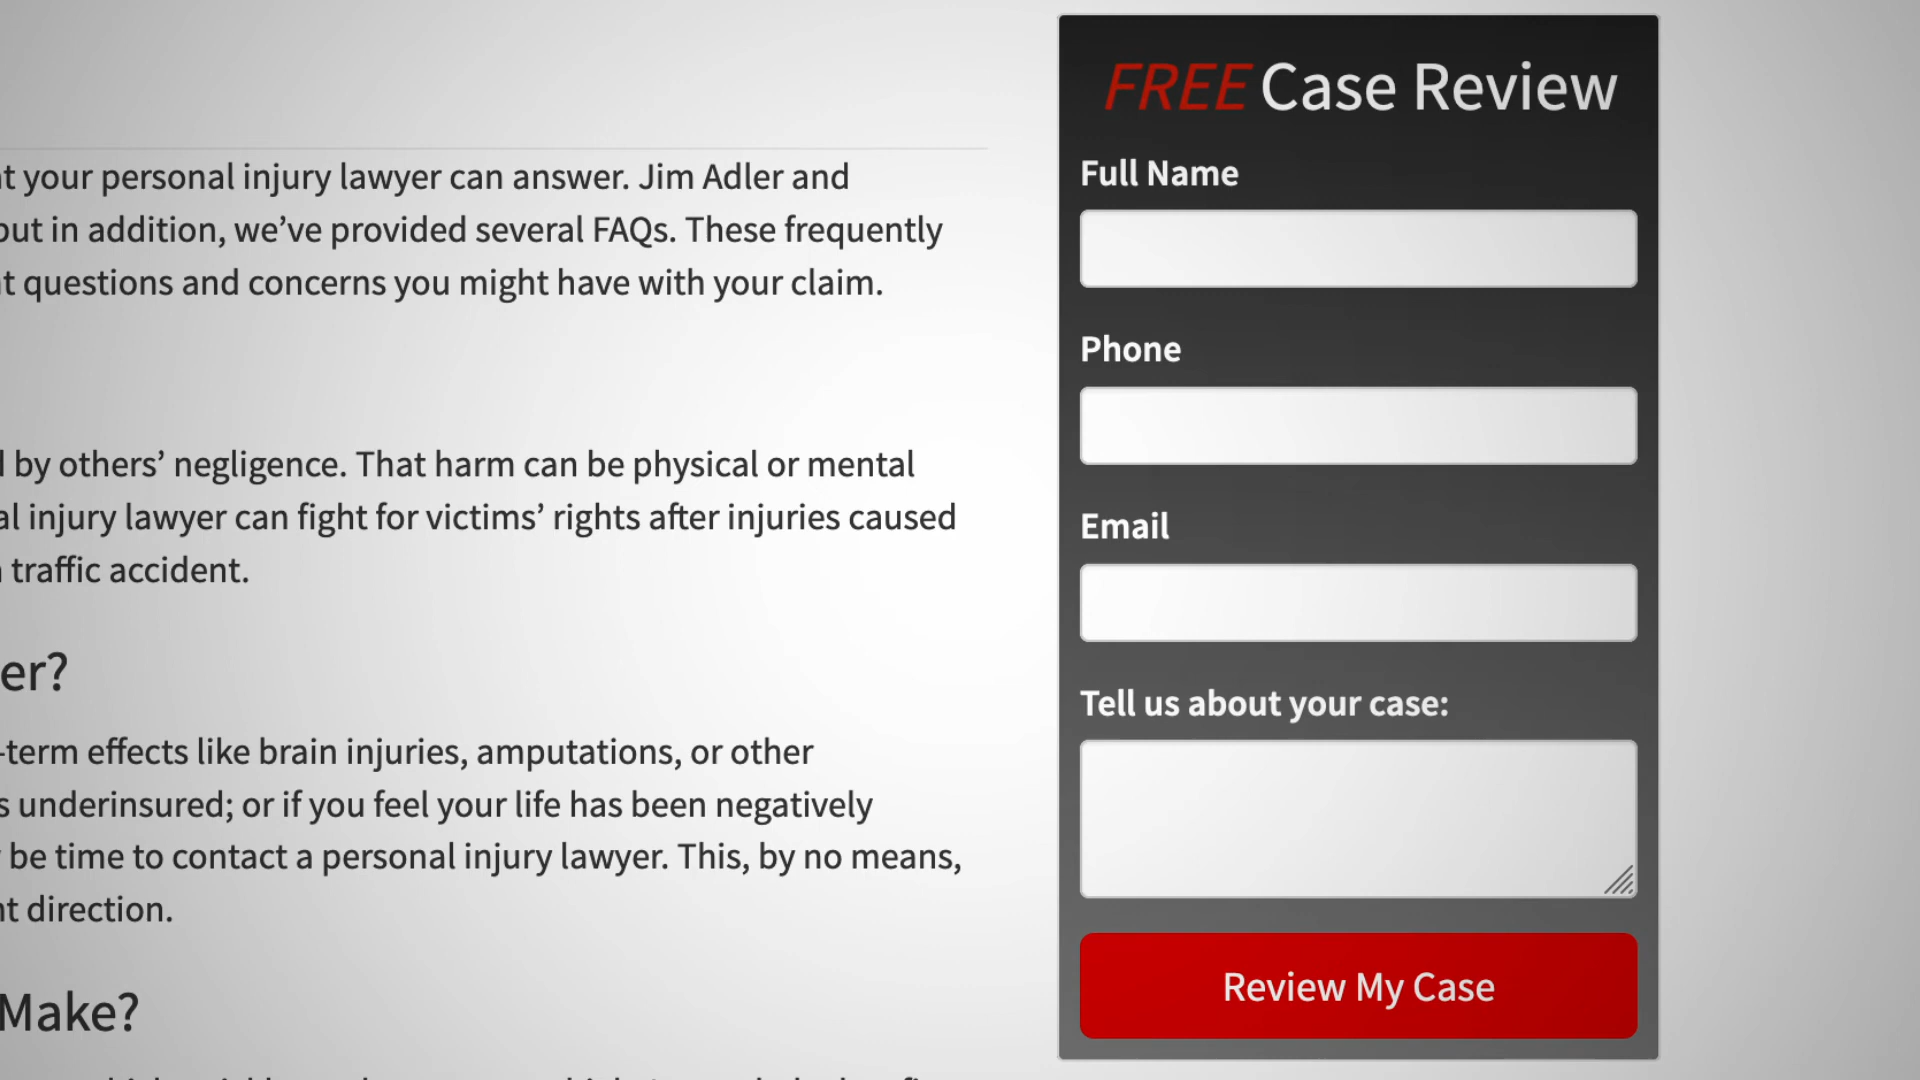 your personal injury lawyer can answer. Jim Adler and
but in addition, we’ve provided several FAQs. These frequently
questions and concerns you might have with your claim.
by others’ negligence. That harm can be physical or mental
injury lawyer can fight for victims’ rights after injuries caused
traffic accident.
er?
-term effects like brain injuries, amputations, or other
s underinsured; or if you feel your life has been negatively
be time to contact a personal injury lawyer. This, by no means,
direction.
Make?
FREE Case Review
Full Name
Phone
Email
Tell us about your case:
Review My Case